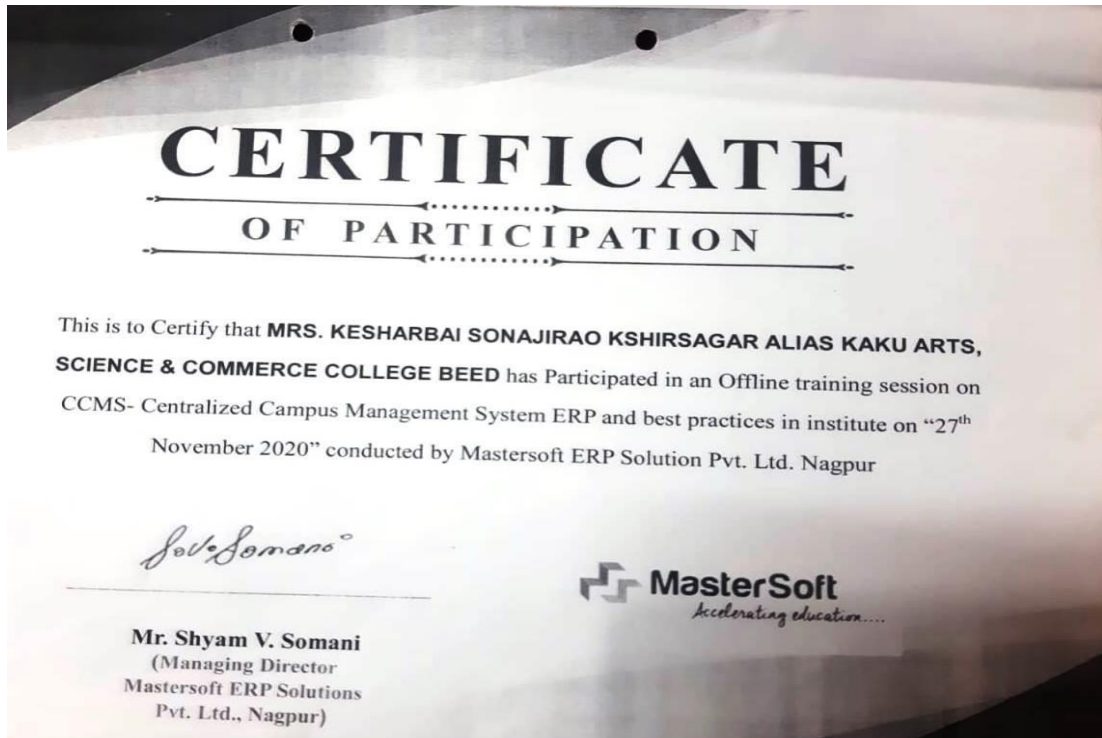 CERTIFICATE
OF PARTICIPATION
This is to Certify that MRS. KESHARBAI SONAJIRAO KSHIRSAGAR ALIAS KAKU ARTS,
SCIENCE & COMMERCE COLLEGE BEED has Participated in an Offline training session on
CCMS- Centralized Campus Management System ERP and best practices in institute on “27th
November 2020” conducted by Mastersoft ERP Solution Pvt. Ltd. Nagpur
MasterSoft
Accelerating education....
Mr. Shyam V. Somani
(Managing Director
Mastersoft ERP Solutions
Pvt. Ltd., Nagpur)